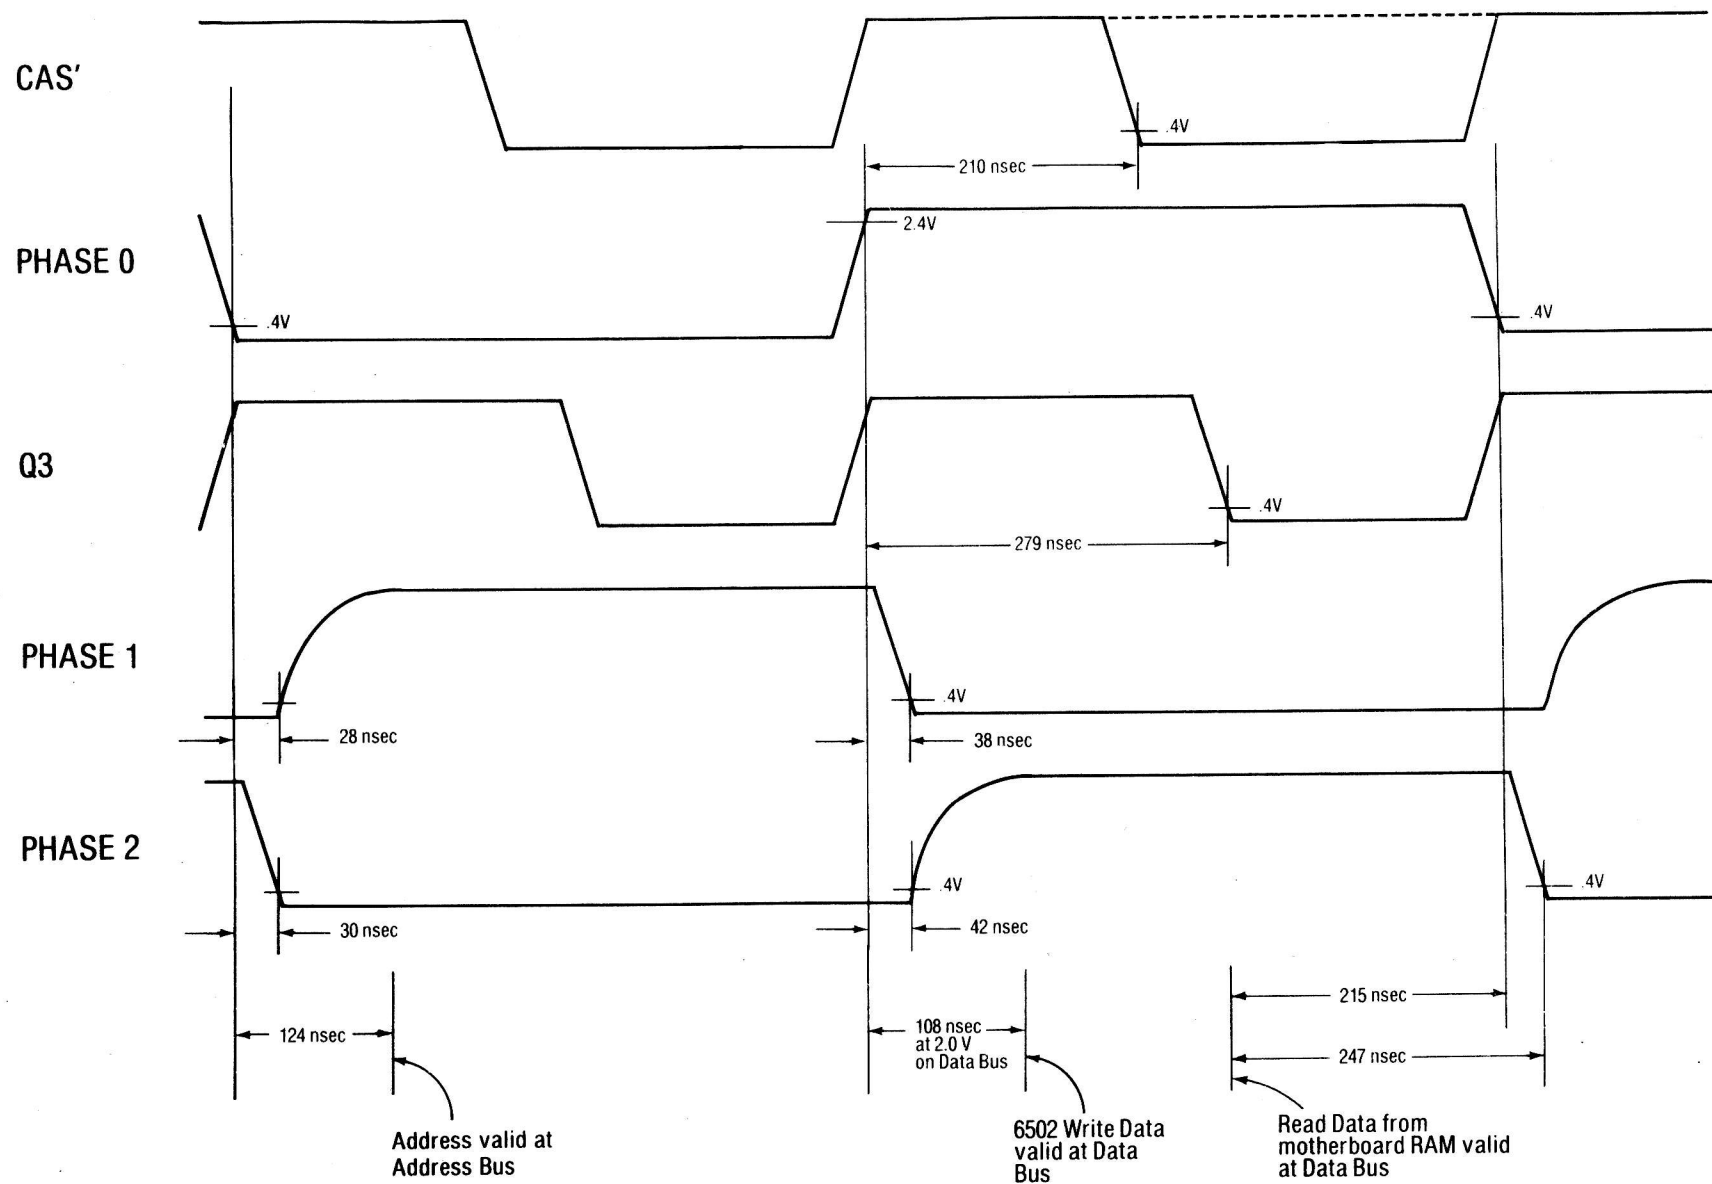 CAS'
.4V
210 nsec
PHASE 0
2.4V
.4V
.4V
Q3
.4V
279 nsec
PHASE 1
.4V
28 nsec
38 nsec
PHASE 2
.4V
.4V
30 nsec
42 nsec
215 nsec
124 nsec
108 nsec
at 2.0 V
on Data Bus
247 nsec
Address valid at
Address Bus
6502 Write Data
valid at Data
Bus
Read Data from
motherboard RAM valid
at Data Bus